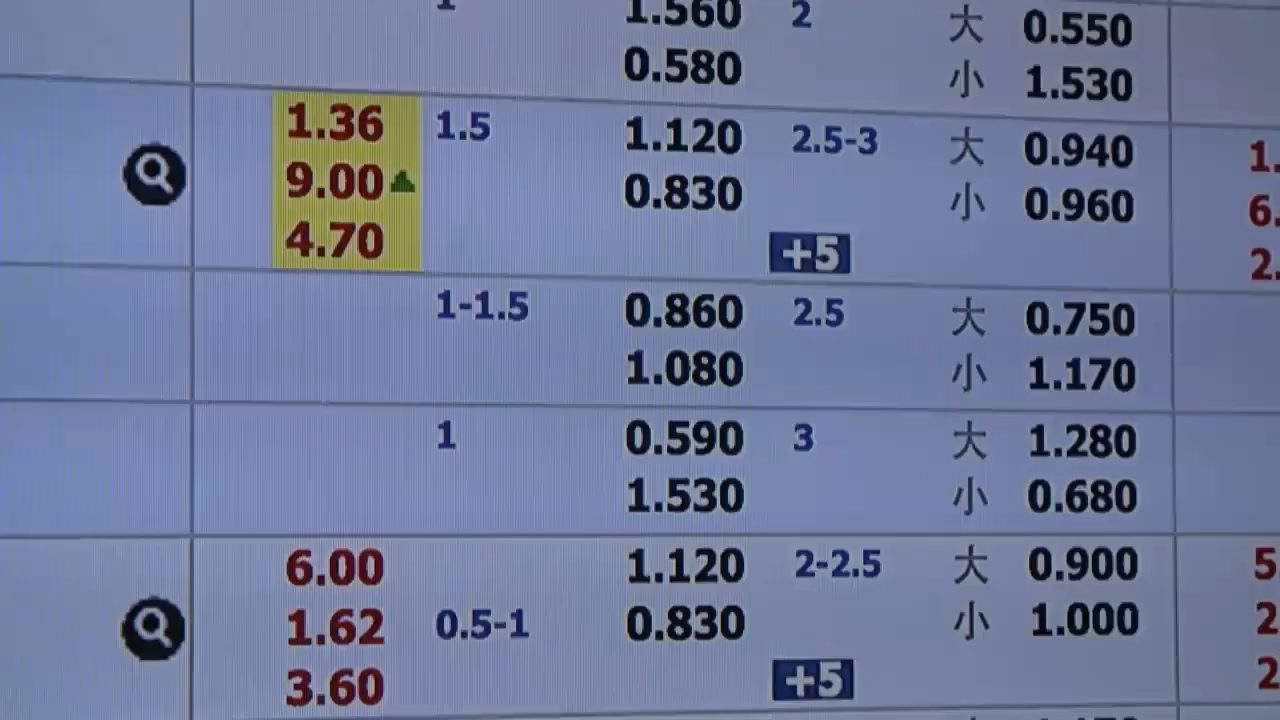 1 1.560 2 大 0.550
0.580 小 1.530
1.36 1.5 1.120 2.5-3 大 0.940
9.00 0.830 小 0.960
4.70 +5
1-1.5 0.860 2.5 大 0.750
1.080 小 1.170
1 0.590 3 大 1.280
1.530 小 0.680
6.00 1.120 2-2.5 大 0.900 5
1.62 0.5-1 0.830 小 1.000 2
3.60 +5 2